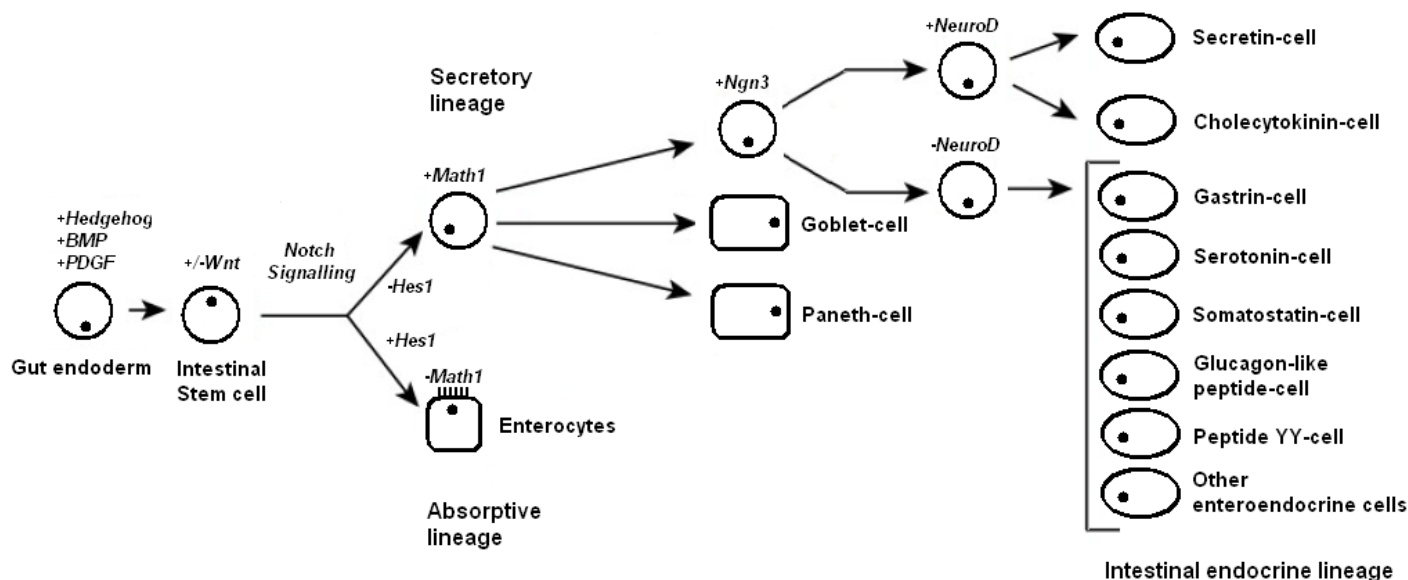 +Hedgehog
+BMP
+PDGF
Gut endoderm
+/-Wnt
Intestinal
Stem cell
Notch
Signalling
-Hes1
+Hes1
Secretory
lineage
+Math1
-Math1
Enterocytes
Absorptive
lineage
+Ngn3
Goblet-cell
Paneth-cell
+NeuroD
-NeuroD
Secretin-cell
Cholecytokinin-cell
Gastrin-cell
Serotonin-cell
Somatostatin-cell
Glucagon-like
peptide-cell
Peptide YY-cell
Other
enteroendocrine cells
Intestinal endocrine lineage